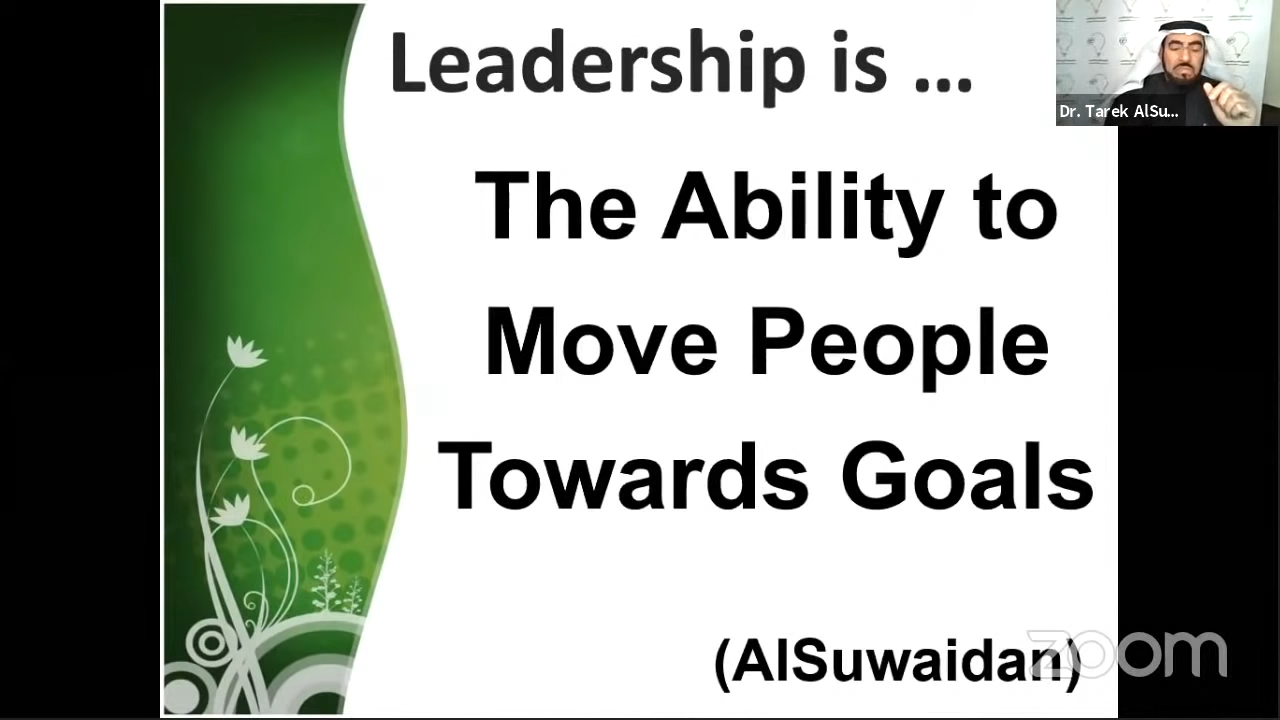 Leadership is ...
Dr. Tarek AlSu...
The Ability to
Move People
Towards Goals
(AlSuwaidan)
zoom